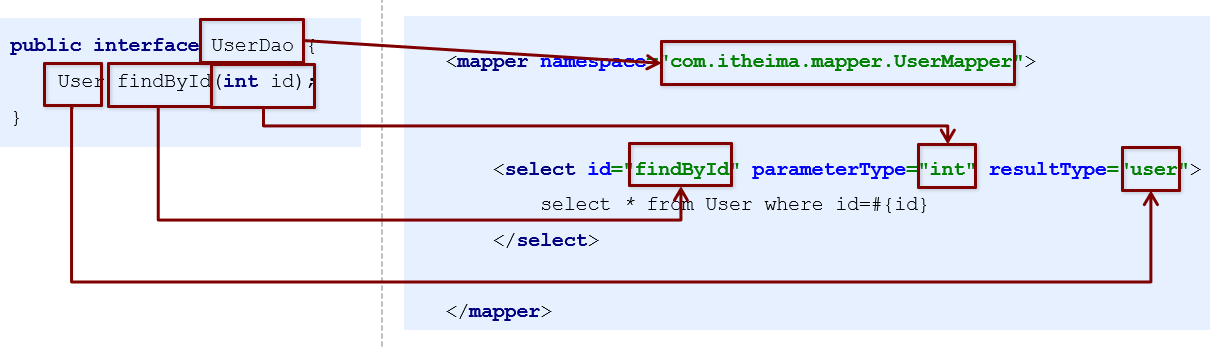 public interface UserDao {
User findById(int id);
}
<mapper namespace="com.itheima.mapper.UserMapper">
<select id="findById" parameterType="int" resultType="user">
select * from User where id=#{id}
</select>
</mapper>